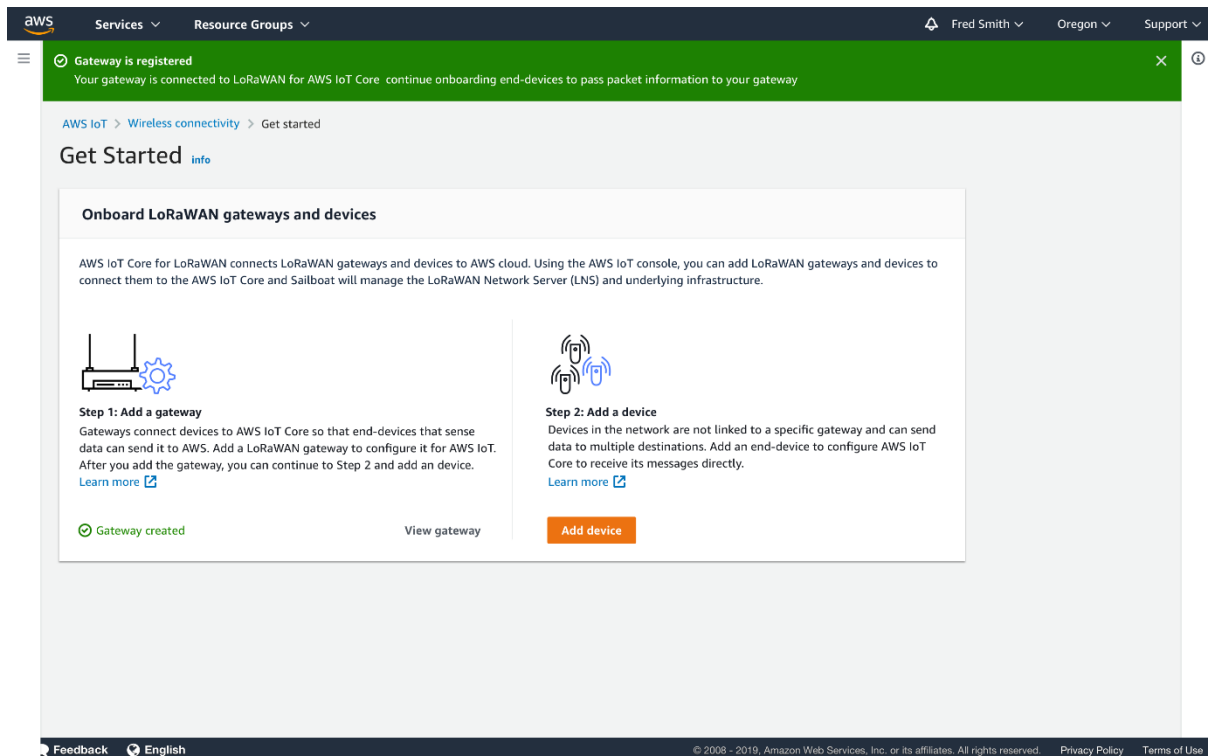 aws Services Resource Groups Fred Smith Oregon Support
Gateway is registered
Your gateway is connected to LoRaWAN for AWS IoT Core continue onboarding end-devices to pass packet information to your gateway
AWS IoT > Wireless connectivity > Get started
Get Started info
Onboard LoRaWAN gateways and devices
AWS IoT Core for LoRaWAN connects LoRaWAN gateways and devices to AWS cloud. Using the AWS IoT console, you can add LoRaWAN gateways and devices to
connect them to the AWS IoT Core and Sailboat will manage the LoRaWAN Network Server (LNS) and underlying infrastructure.
Step 1: Add a gateway
Gateways connect devices to AWS IoT Core so that end-devices that sense
data can send it to AWS. Add a LoRaWAN gateway to configure it for AWS IoT.
After you add the gateway, you can continue to Step 2 and add an device.
Learn more
Gateway created View gateway
Step 2: Add a device
Devices in the network are not linked to a specific gateway and can send
data to multiple destinations. Add an end-device to configure AWS IoT
Core to receive its messages directly.
Learn more
Add device
Feedback English © 2008 - 2019, Amazon Web Services, Inc. or its affiliates. All rights reserved. Privacy Policy Terms of Use